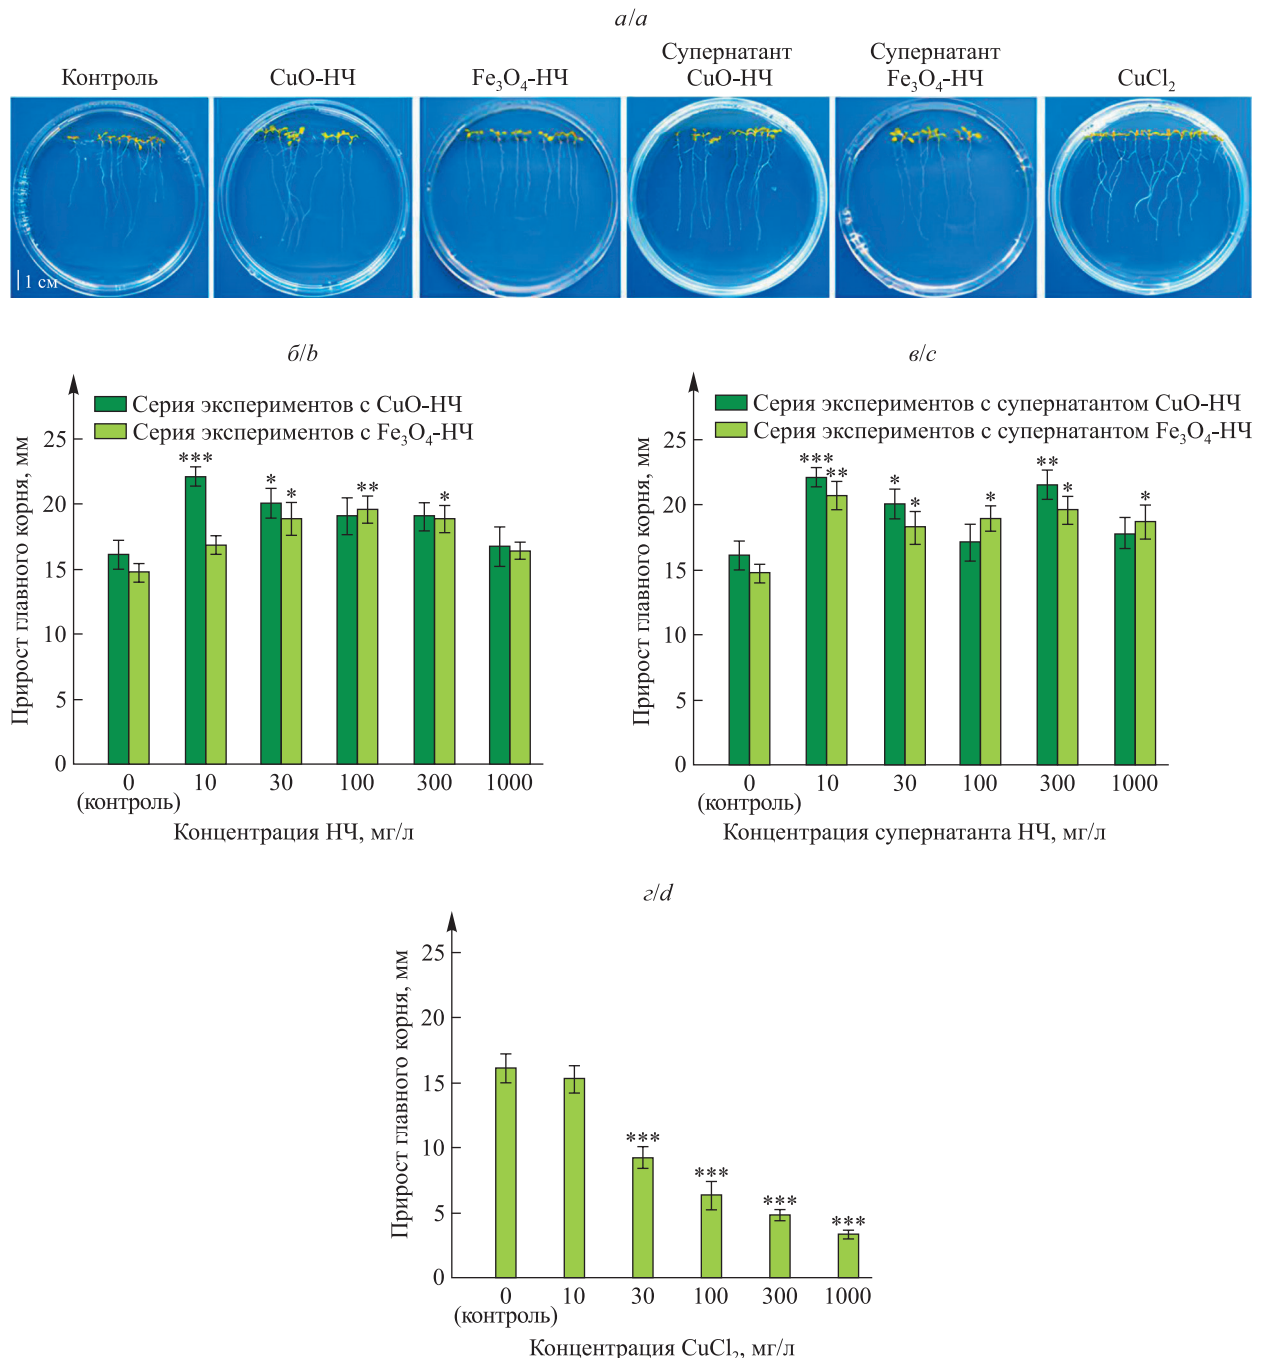 а/a
Контроль
CuO-НЧ
Fe₃O₄-НЧ
Супернатант
CuO-НЧ
Супернатант
Fe₃O₄-НЧ
CuCl₂
1 см
б/b
Прирост главного корня, мм
Серия экспериментов с CuO-НЧ
Серия экспериментов с Fe₃O₄-НЧ
25
20
15
10
5
0
***
*
*
**
*
0
(контроль)
10
30
100
300
1000
Концентрация НЧ, мг/л
в/c
Прирост главного корня, мм
Серия экспериментов с супернатантом CuO-НЧ
Серия экспериментов с супернатантом Fe₃O₄-НЧ
25
20
15
10
5
0
***
**
*
*
*
**
*
*
0
(контроль)
10
30
100
300
1000
Концентрация супернатанта НЧ, мг/л
г/d
Прирост главного корня, мм
25
20
15
10
5
0
***
***
***
***
0
(контроль)
10
30
100
300
1000
Концентрация CuCl₂, мг/л